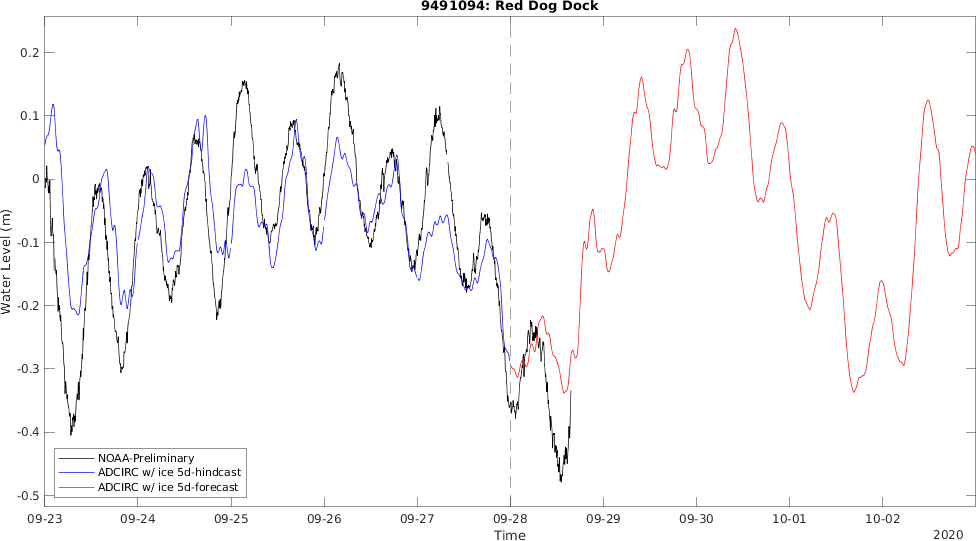 9491094: Red Dog Dock
Water Level (m)
0.2
0.1
0
-0.1
-0.2
-0.3
-0.4
-0.5
NOAA-Preliminary
ADCIRC w/ ice 5d-hindcast
ADCIRC w/ ice 5d-forecast
09-23 09-24 09-25 09-26 09-27 09-28 09-29 09-30 10-01 10-02
Time
2020